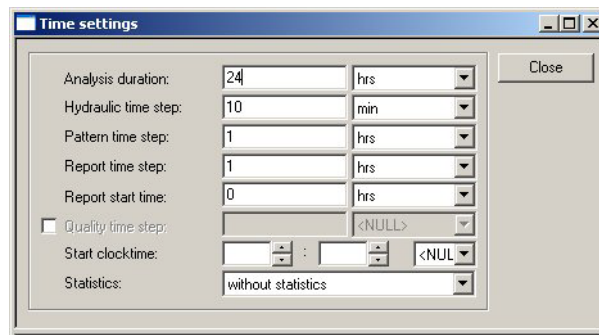 Time settings
Close
Analysis duration: 24 hrs
Hydraulic time step: 10 min
Pattern time step: 1 hrs
Report time step: 1 hrs
Report start time: 0 hrs
Quality time step: <NULL>
Start clocktime: : <NUL
Statistics: without statistics